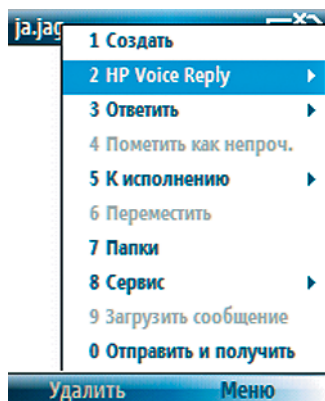 ja.jag
1 Создать
2 HP Voice Reply
3 Ответить
4 Пометить как непроч.
5 К исполнению
6 Переместить
7 Папки
8 Сервис
9 Загрузить сообщение
0 Отправить и получить
Удалить Меню